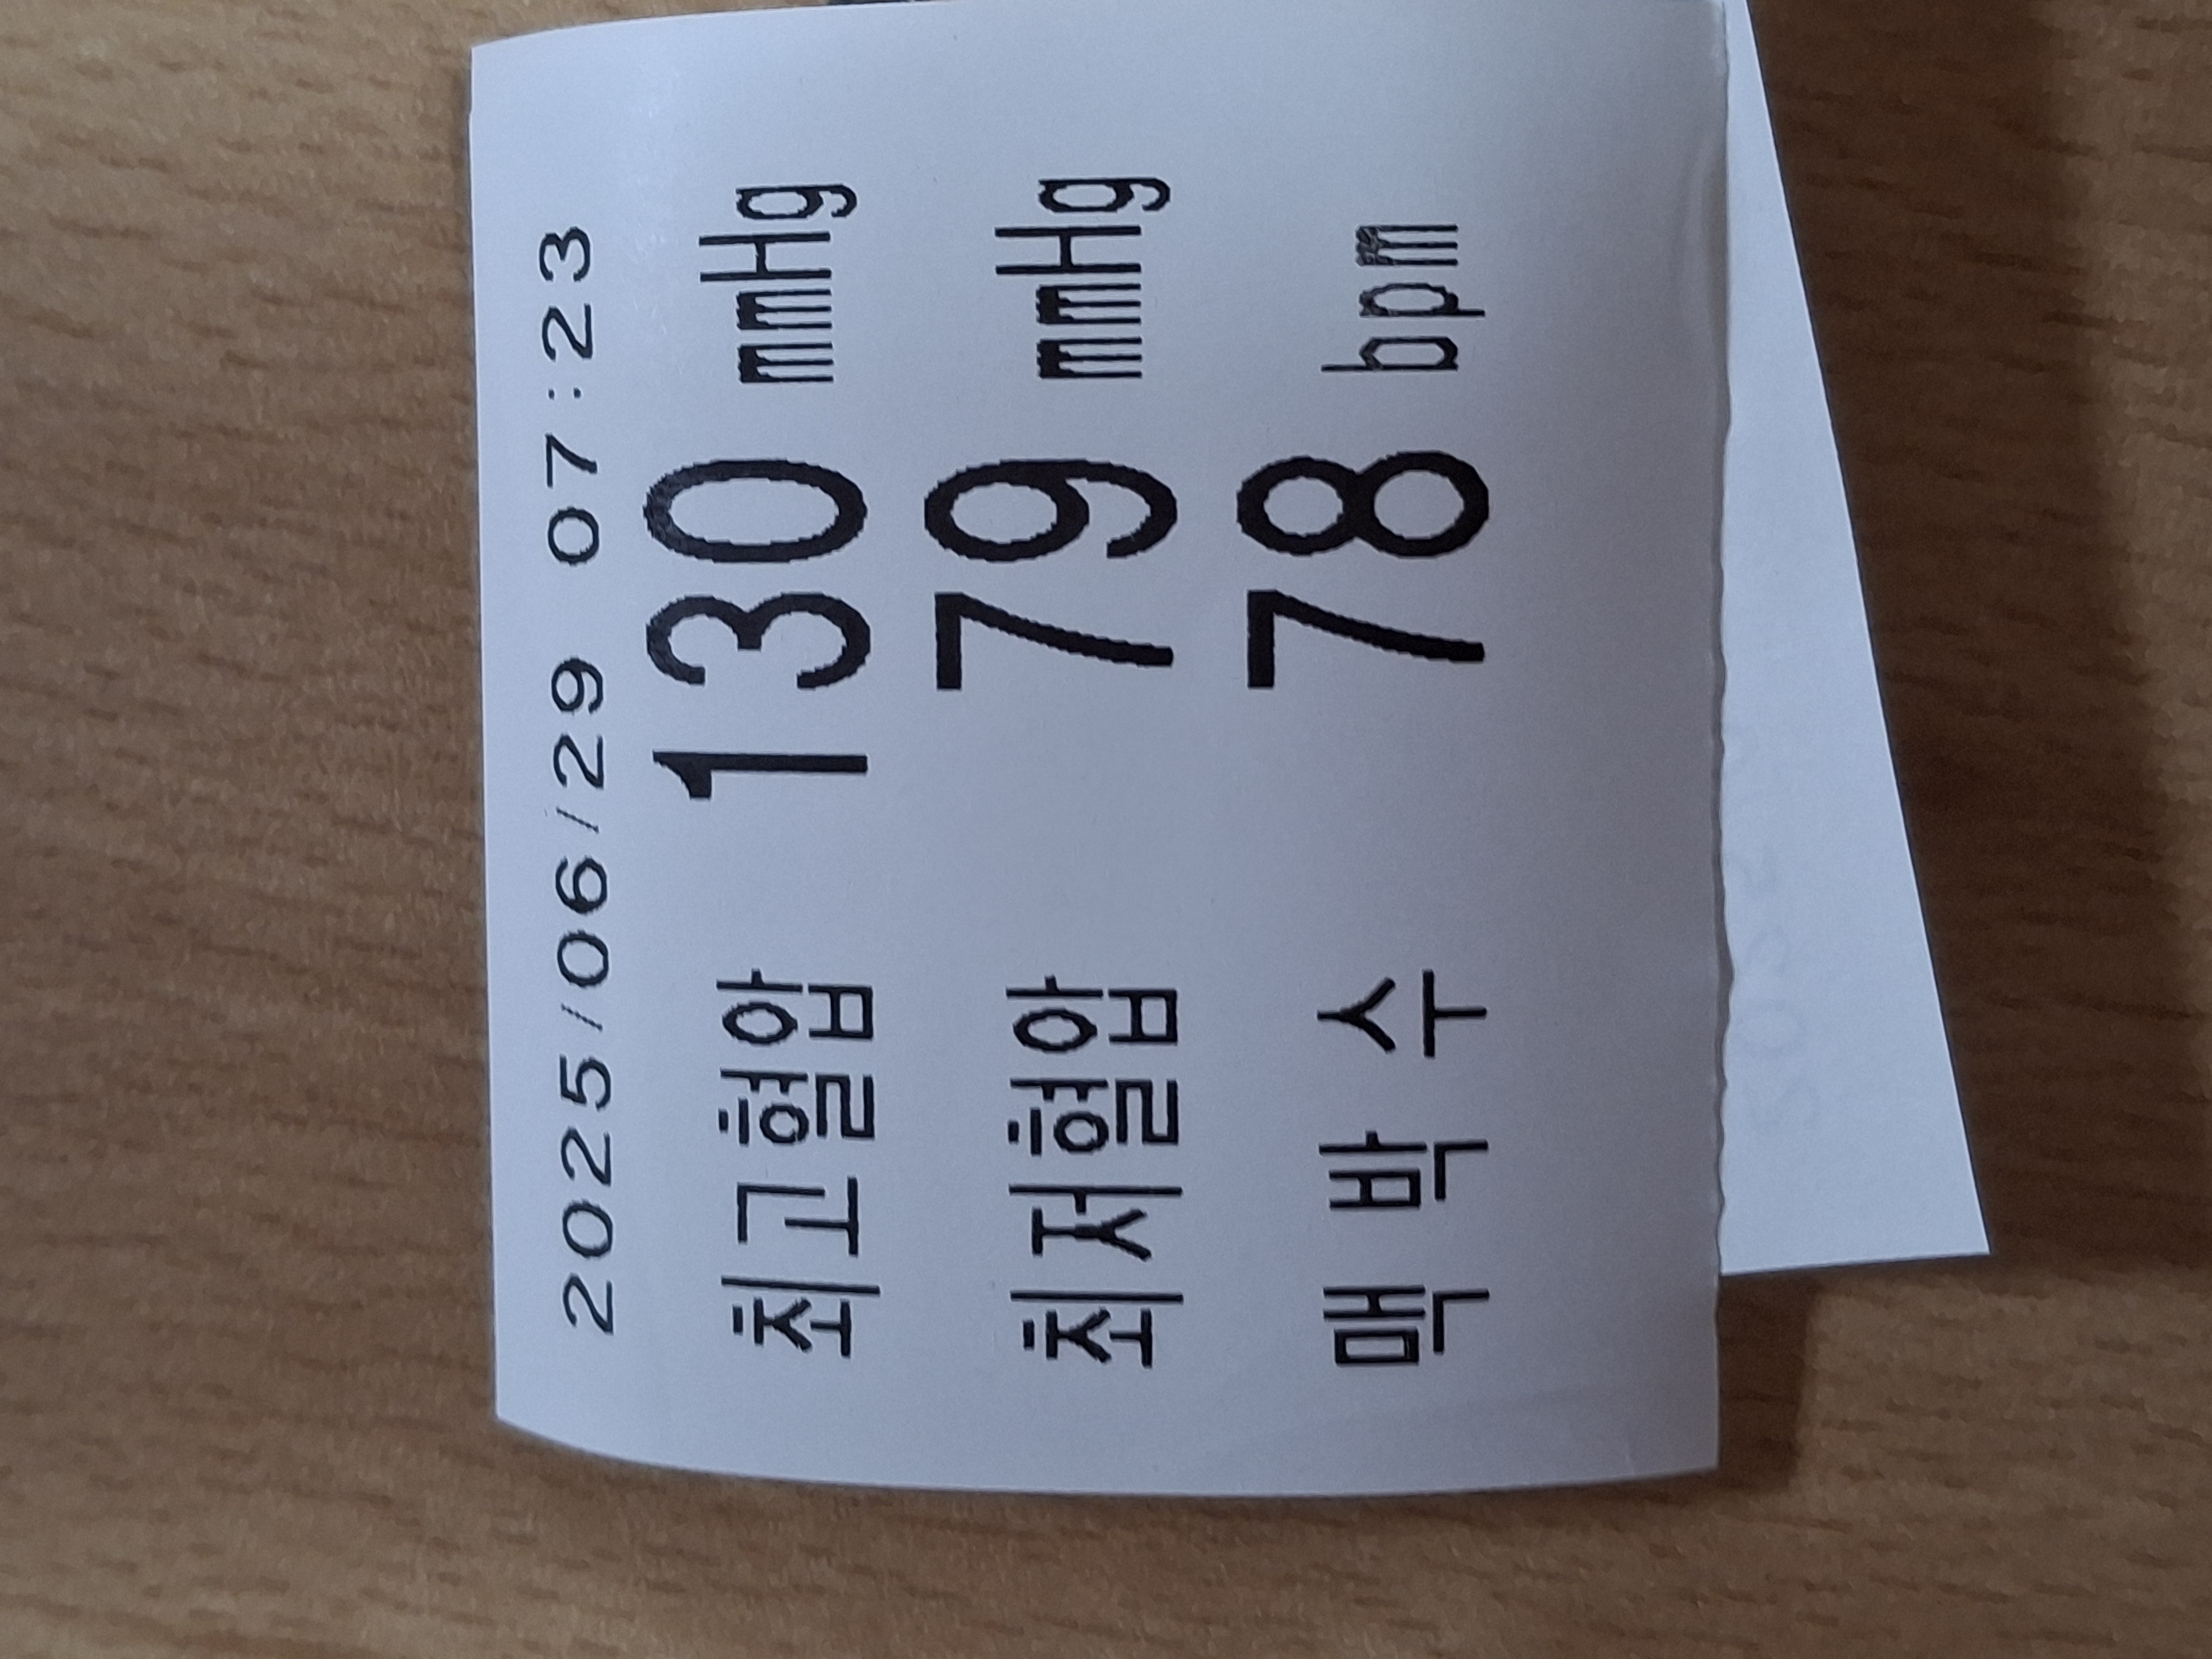 2025/06/29 07:23
최고혈압 130 mmHg
최저혈압 79 mmHg
맥 박 수 78 bpm